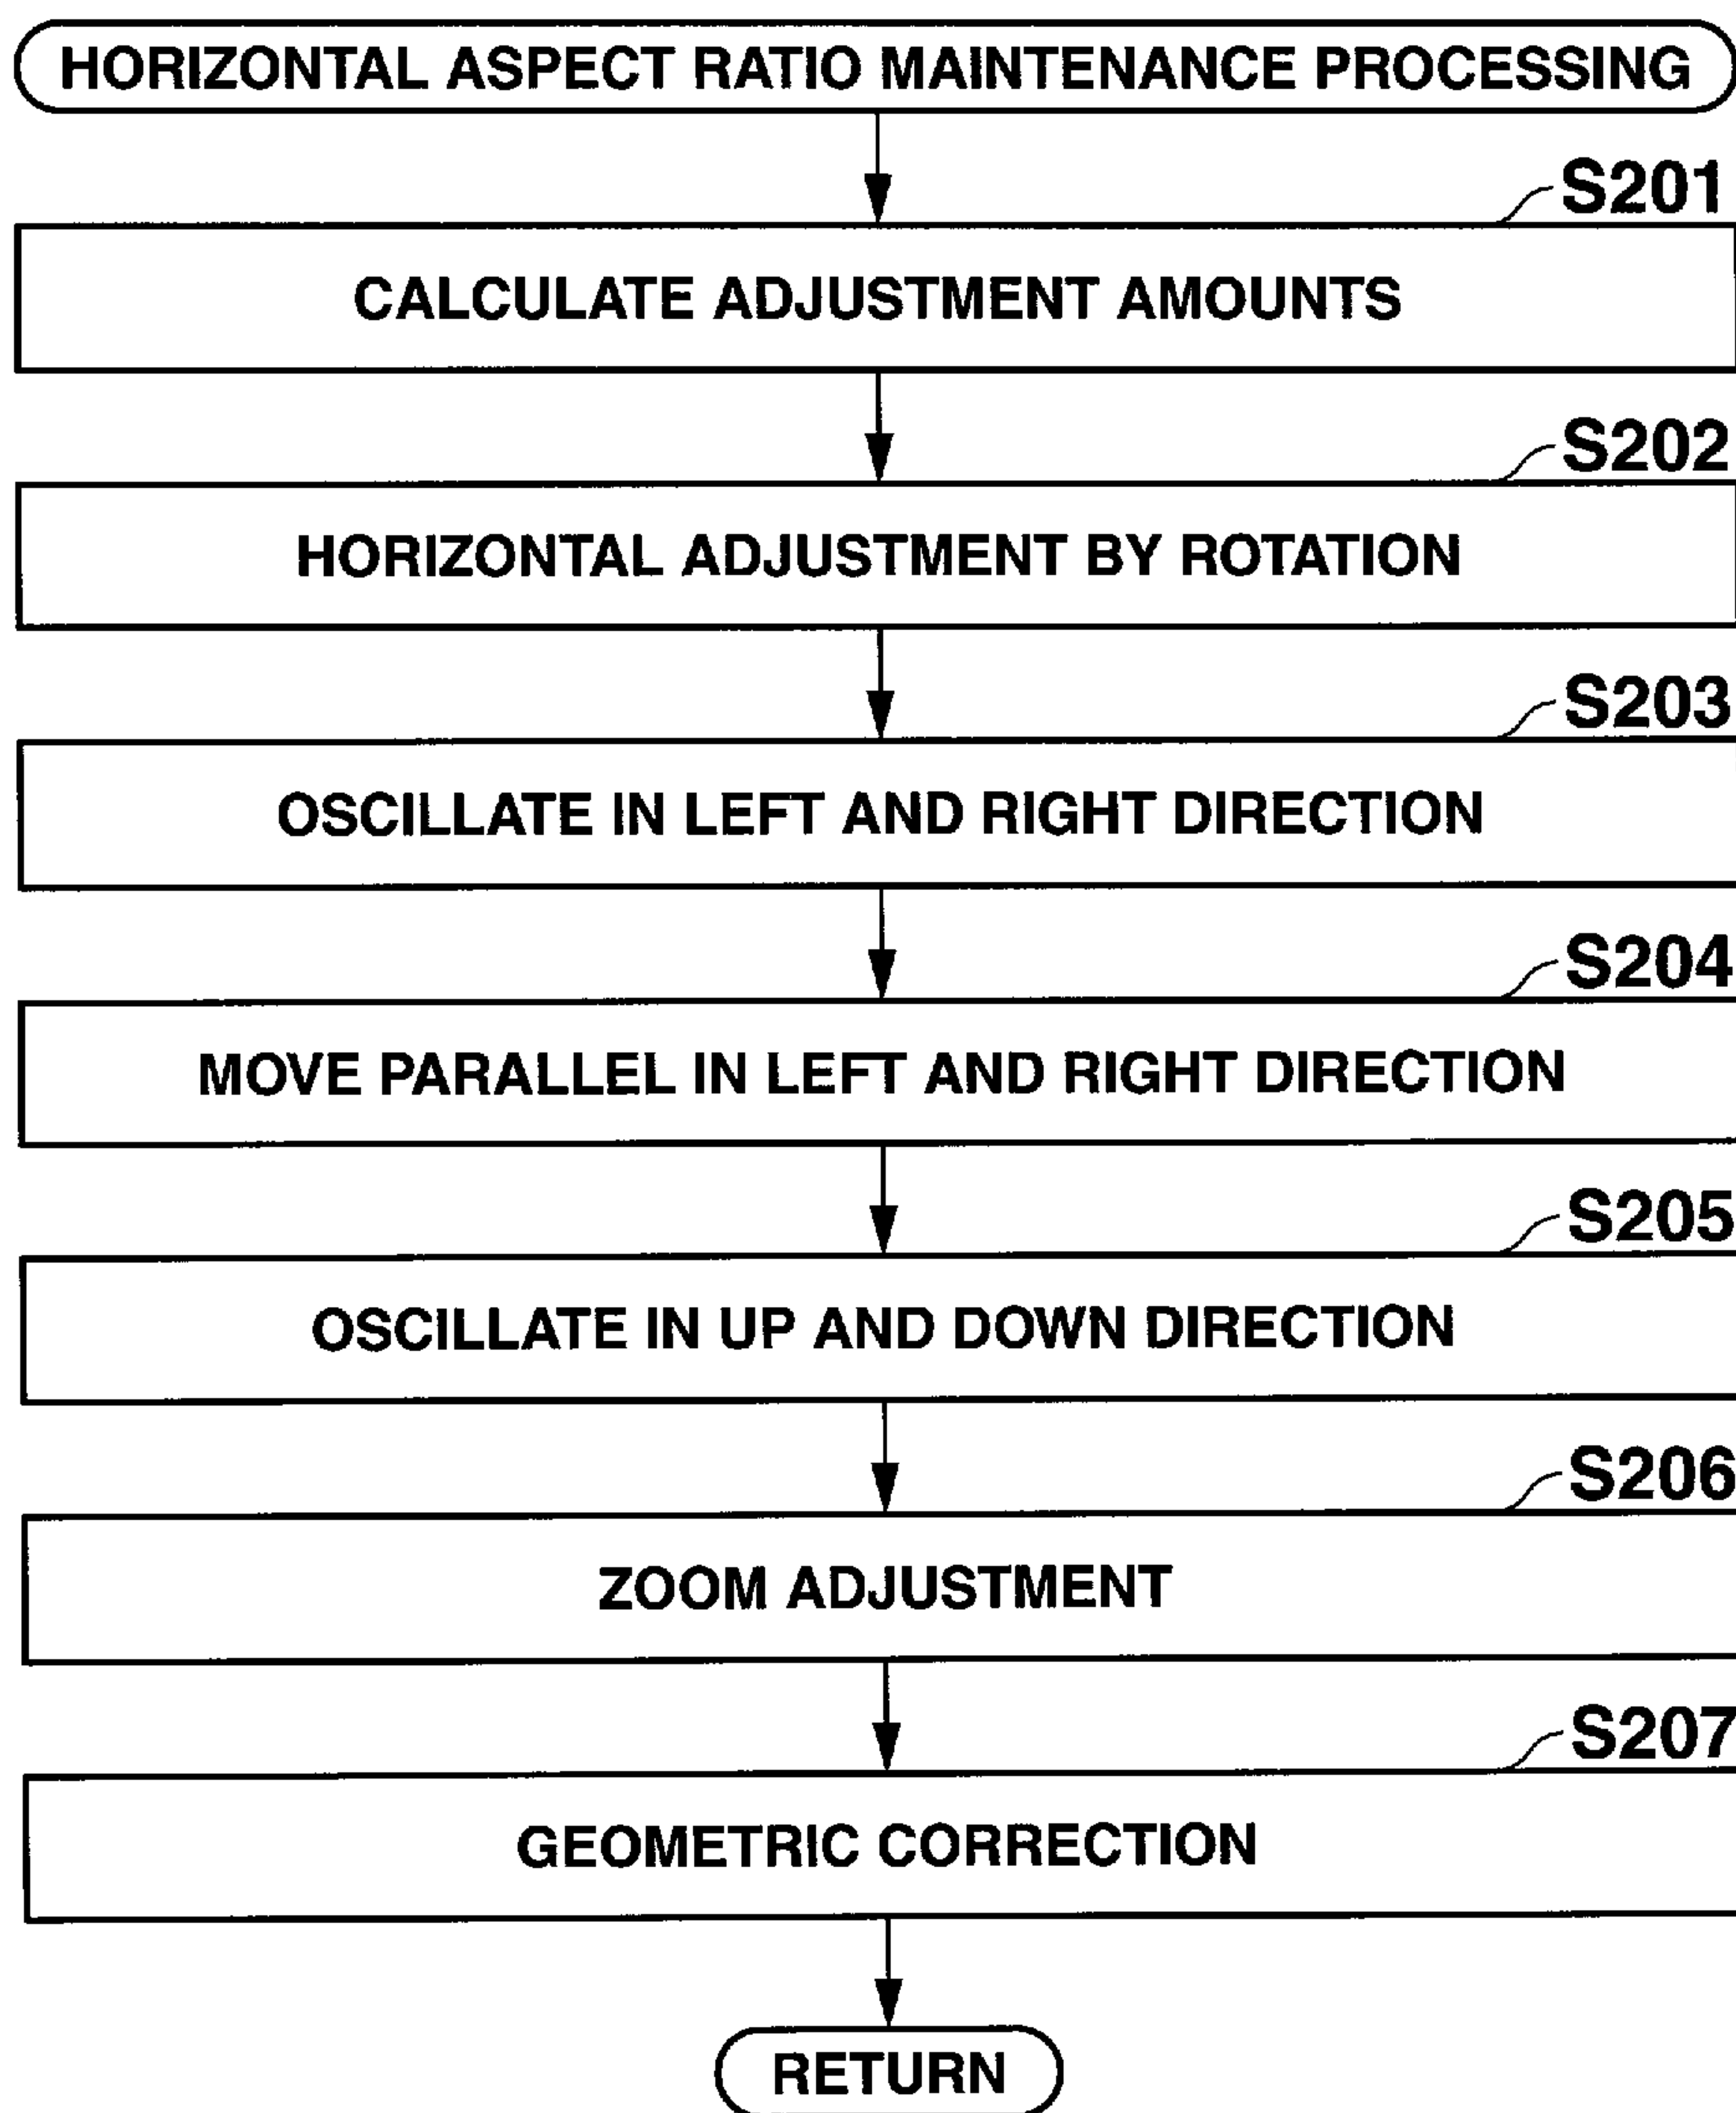 HORIZONTAL ASPECT RATIO MAINTENANCE PROCESSING
S201
CALCULATE ADJUSTMENT AMOUNTS
S202
HORIZONTAL ADJUSTMENT BY ROTATION
S203
OSCILLATE IN LEFT AND RIGHT DIRECTION
S204
MOVE PARALLEL IN LEFT AND RIGHT DIRECTION
S205
OSCILLATE IN UP AND DOWN DIRECTION
S206
ZOOM ADJUSTMENT
S207
GEOMETRIC CORRECTION
RETURN